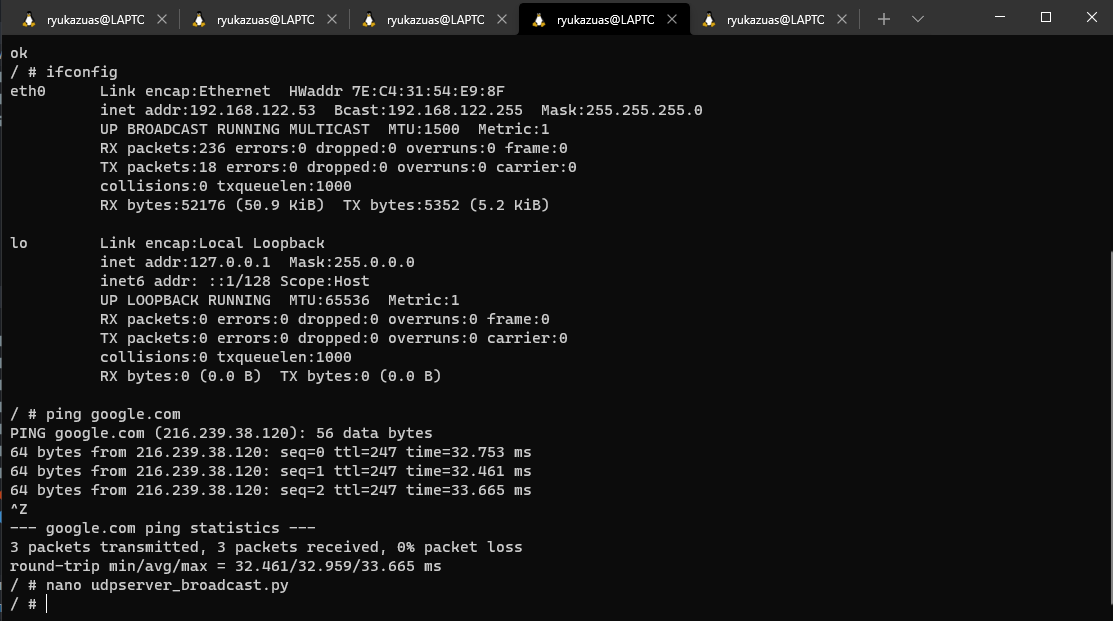 ryukazuas@LAPTC ryukazuas@LAPTC ryukazuas@LAPTC ryukazuas@LAPTC ryukazuas@LAPTC
ok
/ # ifconfig
eth0      Link encap:Ethernet  HWaddr 7E:C4:31:54:E9:8F
          inet addr:192.168.122.53  Bcast:192.168.122.255  Mask:255.255.255.0
          UP BROADCAST RUNNING MULTICAST  MTU:1500  Metric:1
          RX packets:236 errors:0 dropped:0 overruns:0 frame:0
          TX packets:18 errors:0 dropped:0 overruns:0 carrier:0
          collisions:0 txqueuelen:1000
          RX bytes:52176 (50.9 KiB)  TX bytes:5352 (5.2 KiB)
lo        Link encap:Local Loopback
          inet addr:127.0.0.1  Mask:255.0.0.0
          inet6 addr: ::1/128 Scope:Host
          UP LOOPBACK RUNNING  MTU:65536  Metric:1
          RX packets:0 errors:0 dropped:0 overruns:0 frame:0
          TX packets:0 errors:0 dropped:0 overruns:0 carrier:0
          collisions:0 txqueuelen:1000
          RX bytes:0 (0.0 B)  TX bytes:0 (0.0 B)
/ # ping google.com
PING google.com (216.239.38.120): 56 data bytes
64 bytes from 216.239.38.120: seq=0 ttl=247 time=32.753 ms
64 bytes from 216.239.38.120: seq=1 ttl=247 time=32.461 ms
64 bytes from 216.239.38.120: seq=2 ttl=247 time=33.665 ms
^Z
--- google.com ping statistics ---
3 packets transmitted, 3 packets received, 0% packet loss
round-trip min/avg/max = 32.461/32.959/33.665 ms
/ # nano udpserver_broadcast.py
/ #